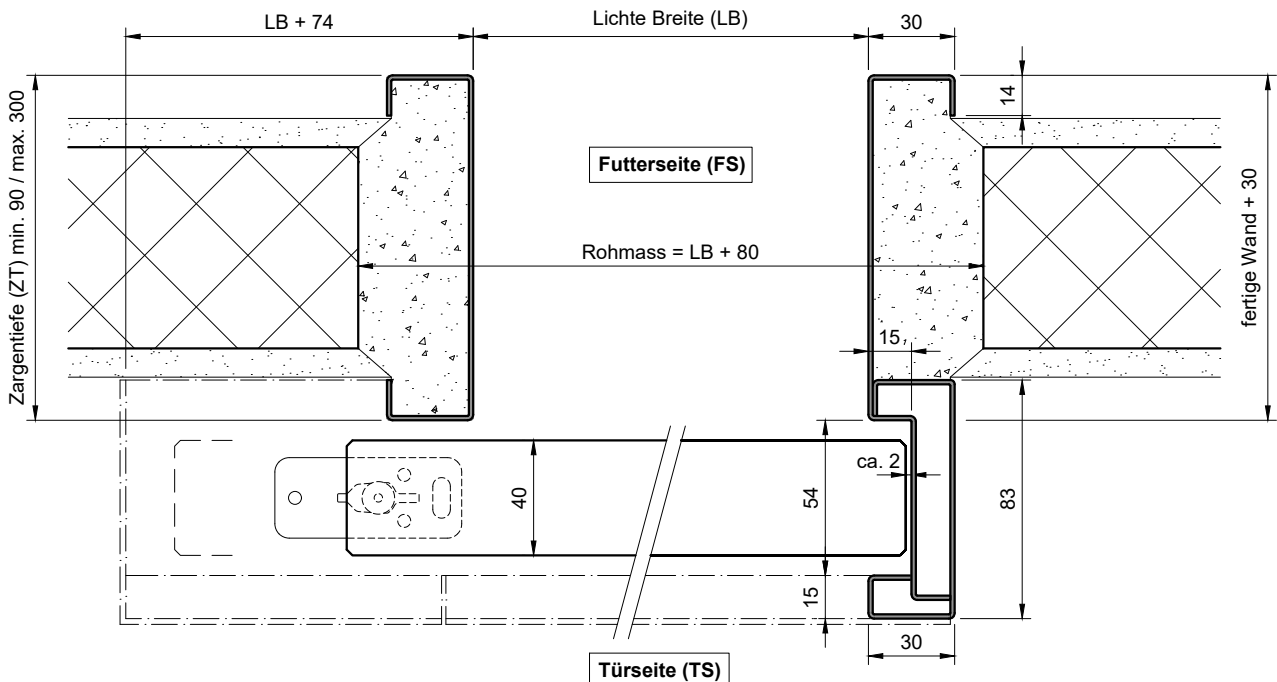 LB + 74
Lichte Breite (LB)
30
Zargentiefe (ZT) min. 90 / max. 300
14
Futterseite (FS)
fertige Wand + 30
Rohmass = LB + 80
15
ca. 2
40
54
83
15
30
Türseite (TS)